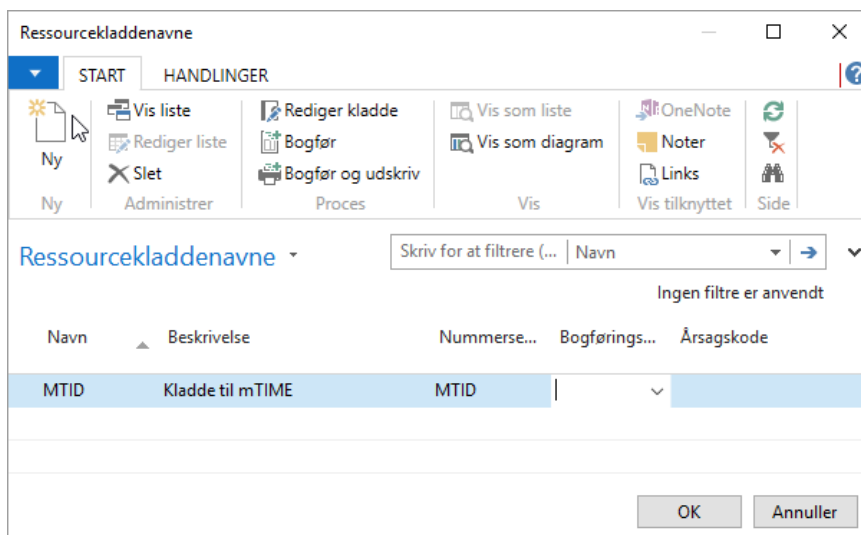 Ressourcekladdenavne
START HANDLINGER
Ny
Vis liste
Rediger liste
Slet
Rediger kladde
Bogfør
Bogfør og udskriv
Vis som liste
Vis som diagram
OneNote
Noter
Links
Ny Administrer Proces Vis Vis tilknyttet Side
Ressourcekladdenavne
Skriv for at filtrere (... Navn
Ingen filtre er anvendt
Navn Beskrivelse Nummerse... Bogførings... Årsagskode
MTID Kladde til mTIME MTID
OK Annuller